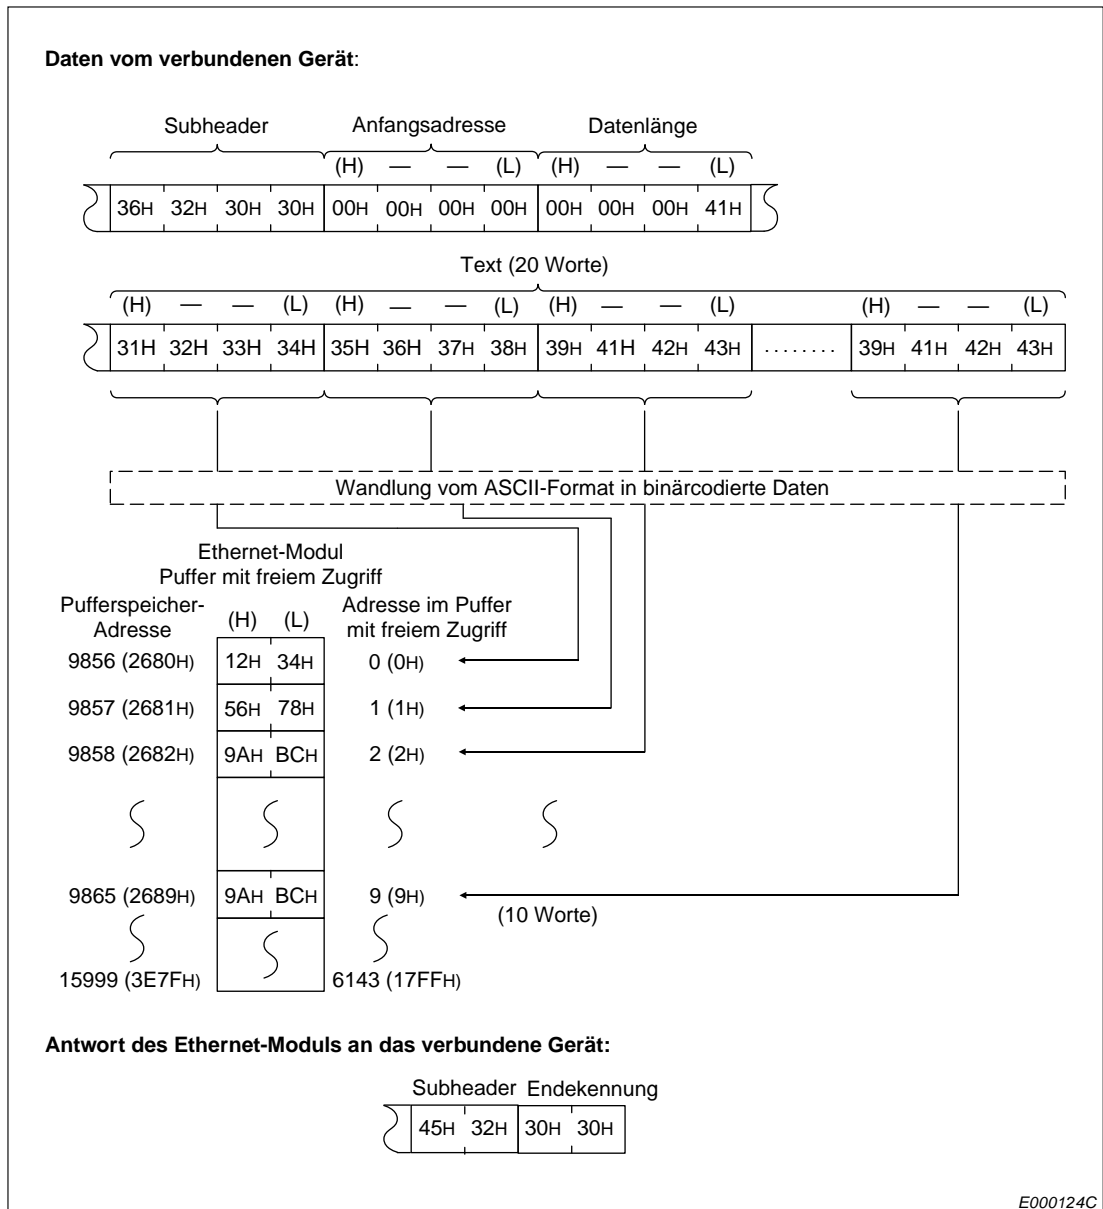 Daten vom verbundenen Gerät:
Subheader Anfangsadresse Datenlänge
(H) — — (L) (H) — — (L)
36H 32H 30H 30H 00H 00H 00H 00H 00H 00H 00H 41H
Text (20 Worte)
(H) — — (L) (H) — — (L) (H) — — (L) (H) — — (L)
31H 32H 33H 34H 35H 36H 37H 38H 39H 41H 42H 43H ........ 39H 41H 42H 43H
Wandlung vom ASCII-Format in binärcodierte Daten
Ethernet-Modul
Puffer mit freiem Zugriff
Pufferspeicher-
Adresse
(H) (L)
Adresse im Puffer
mit freiem Zugriff
9856 (2680H) 12H 34H 0 (0H)
9857 (2681H) 56H 78H 1 (1H)
9858 (2682H) 9AH BCH 2 (2H)
9865 (2689H) 9AH BCH 9 (9H)
(10 Worte)
15999 (3E7FH) 6143 (17FFH)
Antwort des Ethernet-Moduls an das verbundene Gerät:
Subheader Endekennung
45H 32H 30H 30H
E000124C